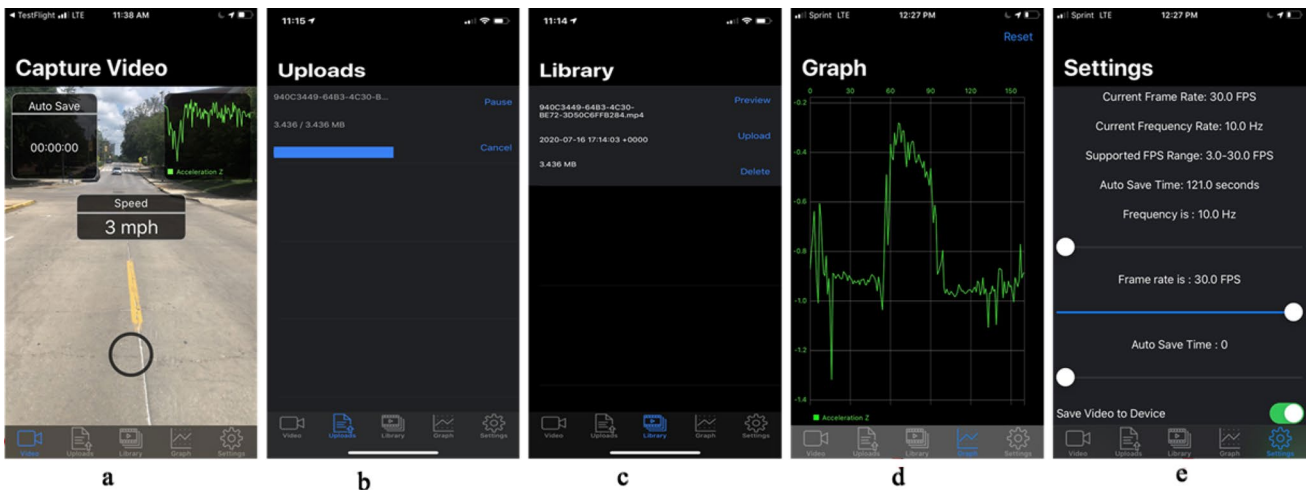 TestFlight LTE 11:38 AM
Capture Video
Auto Save
00:00:00
Acceleration Z
Speed
3 mph
Video Uploads Library Graph Settings
a
11:15
Uploads
940C3449-64B3-4C30-B...
Pause
3.436 / 3.436 MB
Cancel
Video Uploads Library Graph Settings
b
11:14
Library
940C3449-64B3-4C30-
BE72-3D50C6FFB284.mp4
Preview
2020-07-16 17:14:03 +0000
Upload
3.436 MB
Delete
Video Uploads Library Graph Settings
c
Sprint LTE 12:27 PM
Reset
Graph
0 30 60 90 120 150
-0.2
-0.4
-0.6
-0.8
-1.0
-1.2
-1.4
Acceleration Z
Video Uploads Library Graph Settings
d
Sprint LTE 12:27 PM
Settings
Current Frame Rate: 30.0 FPS
Current Frequency Rate: 10.0 Hz
Supported FPS Range: 3.0-30.0 FPS
Auto Save Time: 121.0 seconds
Frequency is : 10.0 Hz
Frame rate is : 30.0 FPS
Auto Save Time : 0
Save Video to Device
Video Uploads Library Graph Settings
e